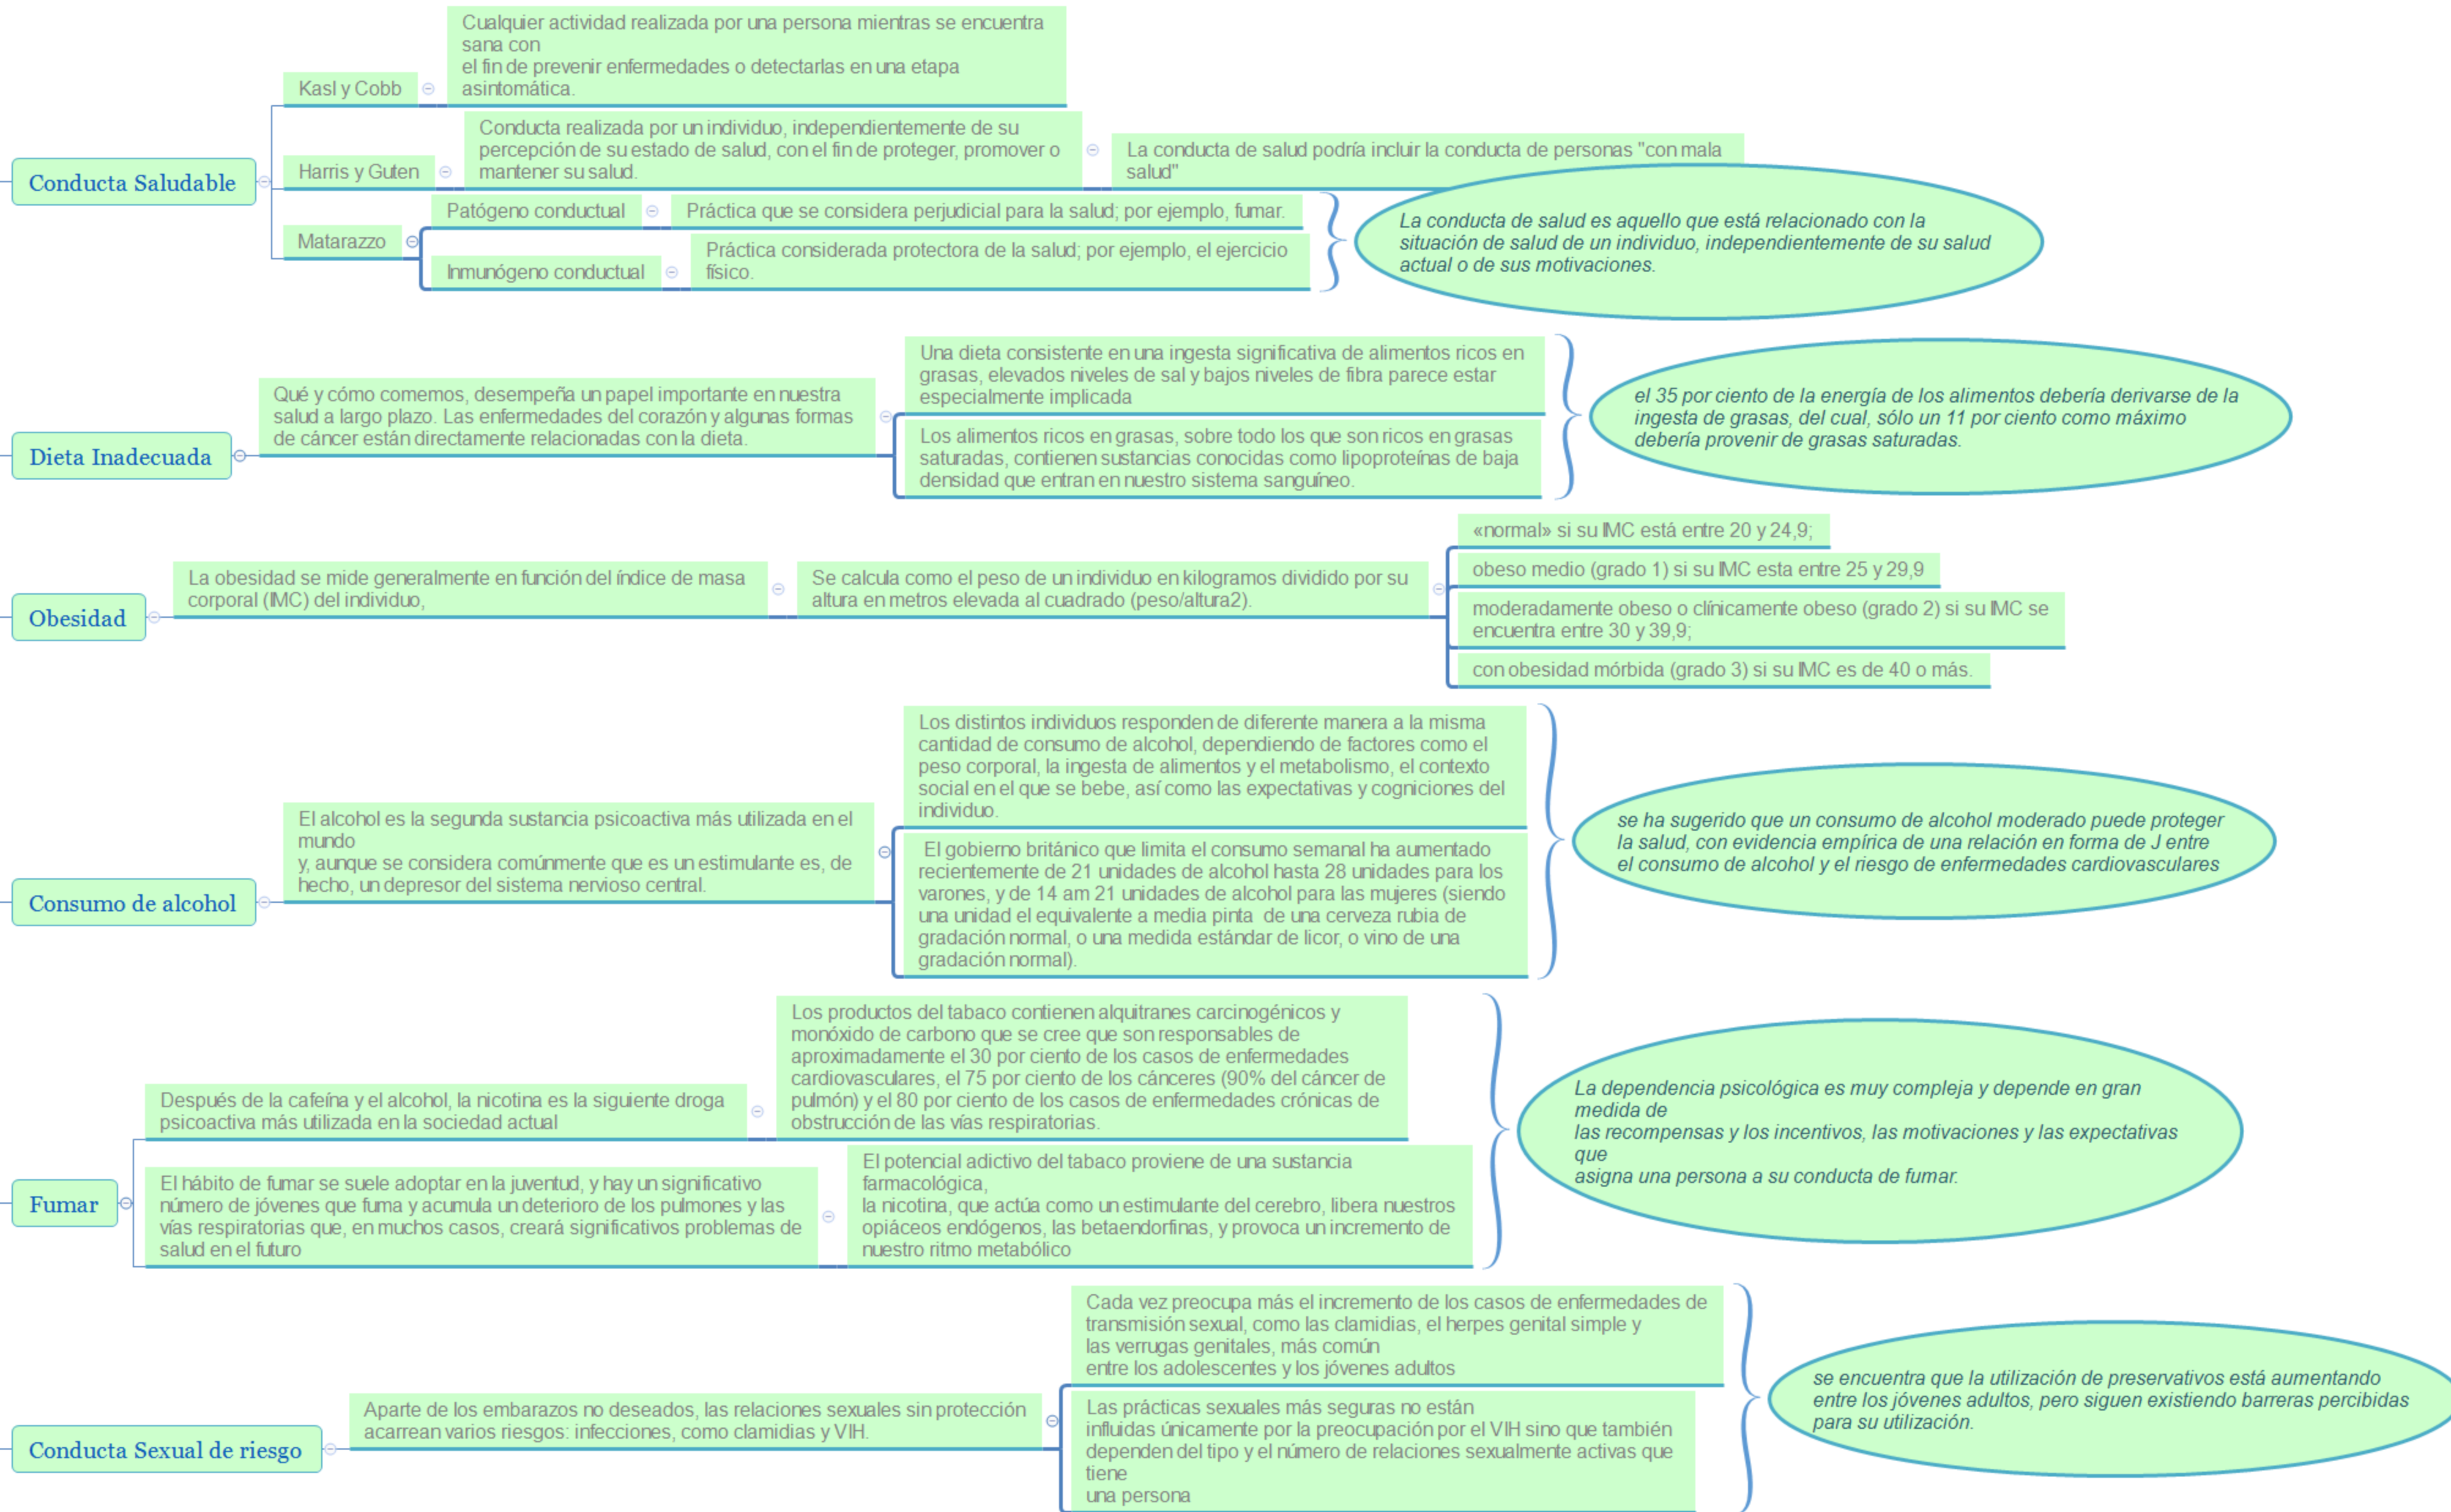 Conducta Saludable
Kasl y Cobb
Cualquier actividad realizada por una persona mientras se encuentra
sana con
el fin de prevenir enfermedades o detectarlas en una etapa
asintomática.
Harris y Guten
Conducta realizada por un individuo, independientemente de su
percepción de su estado de salud, con el fin de proteger, promover o
mantener su salud.
La conducta de salud podría incluir la conducta de personas "con mala
salud"
Matarazzo
Patógeno conductual
Práctica que se considera perjudicial para la salud; por ejemplo, fumar.
Inmunógeno conductual
Práctica considerada protectora de la salud; por ejemplo, el ejercicio
físico.
La conducta de salud es aquello que está relacionado con la
situación de salud de un individuo, independientemente de su salud
actual o de sus motivaciones.
Dieta Inadecuada
Qué y cómo comemos, desempeña un papel importante en nuestra
salud a largo plazo. Las enfermedades del corazón y algunas formas
de cáncer están directamente relacionadas con la dieta.
Una dieta consistente en una ingesta significativa de alimentos ricos en
grasas, elevados niveles de sal y bajos niveles de fibra parece estar
especialmente implicada
Los alimentos ricos en grasas, sobre todo los que son ricos en grasas
saturadas, contienen sustancias conocidas como lipoproteínas de baja
densidad que entran en nuestro sistema sanguíneo.
el 35 por ciento de la energía de los alimentos debería derivarse de la
ingesta de grasas, del cual, sólo un 11 por ciento como máximo
debería provenir de grasas saturadas.
Obesidad
La obesidad se mide generalmente en función del índice de masa
corporal (IMC) del individuo,
Se calcula como el peso de un individuo en kilogramos dividido por su
altura en metros elevada al cuadrado (peso/altura2).
«normal» si su IMC está entre 20 y 24,9;
obeso medio (grado 1) si su IMC esta entre 25 y 29,9
moderadamente obeso o clínicamente obeso (grado 2) si su IMC se
encuentra entre 30 y 39,9;
con obesidad mórbida (grado 3) si su IMC es de 40 o más.
Consumo de alcohol
El alcohol es la segunda sustancia psicoactiva más utilizada en el
mundo
y, aunque se considera comúnmente que es un estimulante es, de
hecho, un depresor del sistema nervioso central.
Los distintos individuos responden de diferente manera a la misma
cantidad de consumo de alcohol, dependiendo de factores como el
peso corporal, la ingesta de alimentos y el metabolismo, el contexto
social en el que se bebe, así como las expectativas y cogniciones del
individuo.
El gobierno británico que limita el consumo semanal ha aumentado
recientemente de 21 unidades de alcohol hasta 28 unidades para los
varones, y de 14 am 21 unidades de alcohol para las mujeres (siendo
una unidad el equivalente a media pinta de una cerveza rubia de
gradación normal, o una medida estándar de licor, o vino de una
gradación normal).
se ha sugerido que un consumo de alcohol moderado puede proteger
la salud, con evidencia empírica de una relación en forma de J entre
el consumo de alcohol y el riesgo de enfermedades cardiovasculares
Fumar
Después de la cafeína y el alcohol, la nicotina es la siguiente droga
psicoactiva más utilizada en la sociedad actual
Los productos del tabaco contienen alquitranes carcinogénicos y
monóxido de carbono que se cree que son responsables de
aproximadamente el 30 por ciento de los casos de enfermedades
cardiovasculares, el 75 por ciento de los cánceres (90% del cáncer de
pulmón) y el 80 por ciento de los casos de enfermedades crónicas de
obstrucción de las vías respiratorias.
El hábito de fumar se suele adoptar en la juventud, y hay un significativo
número de jóvenes que fuma y acumula un deterioro de los pulmones y las
vías respiratorias que, en muchos casos, creará significativos problemas de
salud en el futuro
El potencial adictivo del tabaco proviene de una sustancia
farmacológica,
la nicotina, que actúa como un estimulante del cerebro, libera nuestros
opiáceos endógenos, las betaendorfinas, y provoca un incremento de
nuestro ritmo metabólico
La dependencia psicológica es muy compleja y depende en gran
medida de
las recompensas y los incentivos, las motivaciones y las expectativas
que
asigna una persona a su conducta de fumar.
Conducta Sexual de riesgo
Aparte de los embarazos no deseados, las relaciones sexuales sin protección
acarrean varios riesgos: infecciones, como clamidias y VIH.
Cada vez preocupa más el incremento de los casos de enfermedades de
transmisión sexual, como las clamidias, el herpes genital simple y
las verrugas genitales, más común
entre los adolescentes y los jóvenes adultos
Las prácticas sexuales más seguras no están
influidas únicamente por la preocupación por el VIH sino que también
dependen del tipo y el número de relaciones sexualmente activas que
tiene
una persona
se encuentra que la utilización de preservativos está aumentando
entre los jóvenes adultos, pero siguen existiendo barreras percibidas
para su utilización.